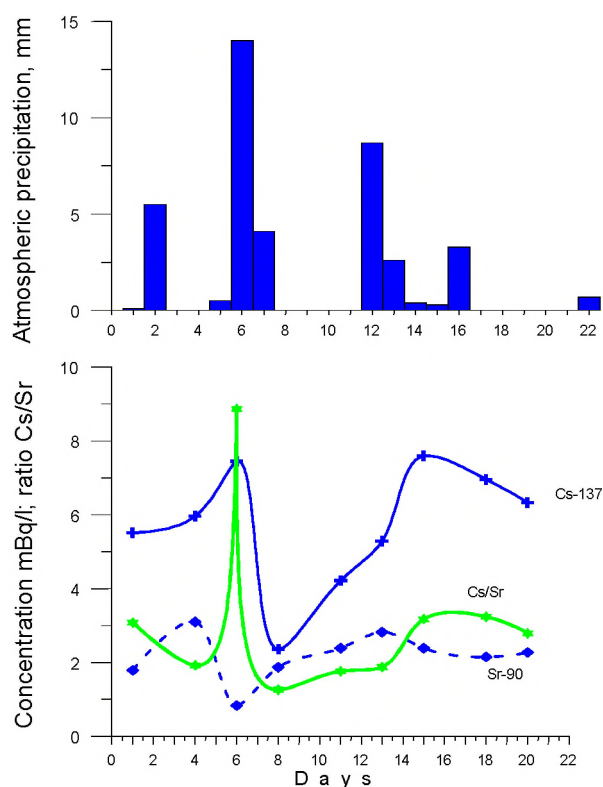 Atmospheric precipitation, mm
15
10
5
0
0 2 4 6 8 10 12 14 16 18 20 22
Concentration mBq/l; ratio Cs/Sr
10
8
6
4
2
0
Cs-137
Cs/Sr
Sr-90
0 2 4 6 8 10 12 14 16 18 20 22
Days